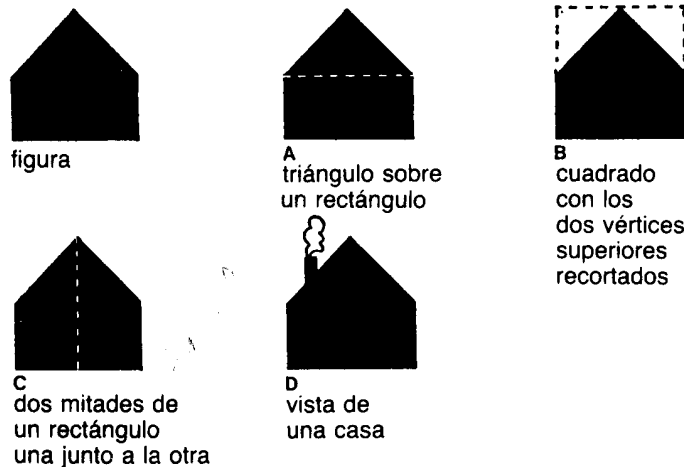 figura
A
triángulo sobre
un rectángulo
B
cuadrado
con los
dos vértices
superiores
recortados
C
dos mitades de
un rectángulo
una junto a la otra
D
vista de
una casa